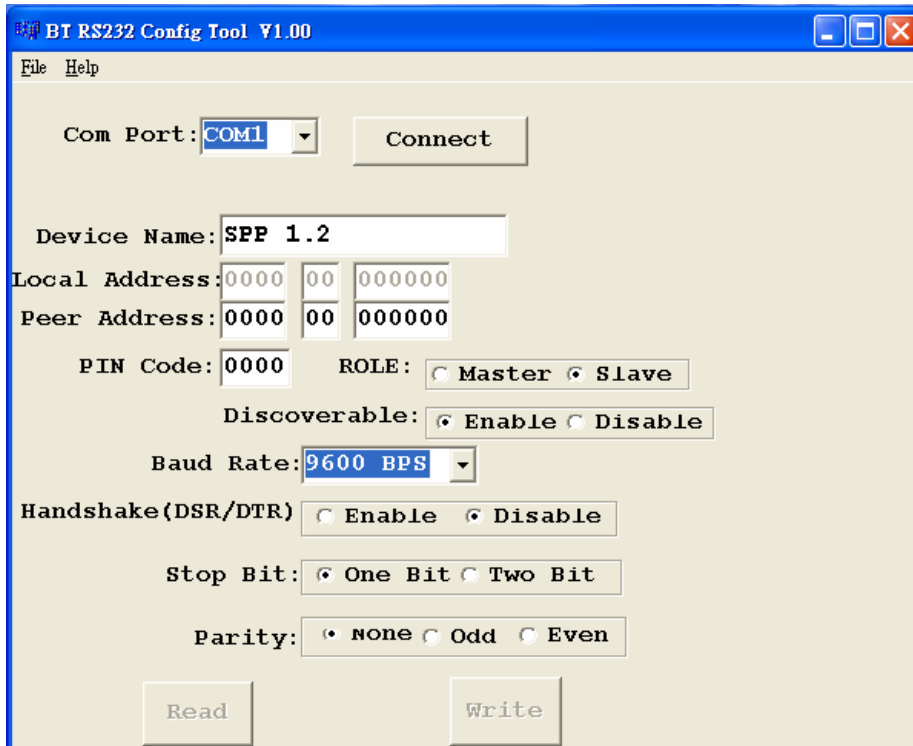 BT RS232 Config Tool V1.00
File Help
Com Port: COM1 Connect
Device Name: SPP 1.2
Local Address: 0000 00 000000
Peer Address: 0000 00 000000
PIN Code: 0000 ROLE: Master Slave
Discoverable: Enable Disable
Baud Rate: 9600 BPS
Handshake(DSR/DTR) Enable Disable
Stop Bit: One Bit Two Bit
Parity: None Odd Even
Read Write